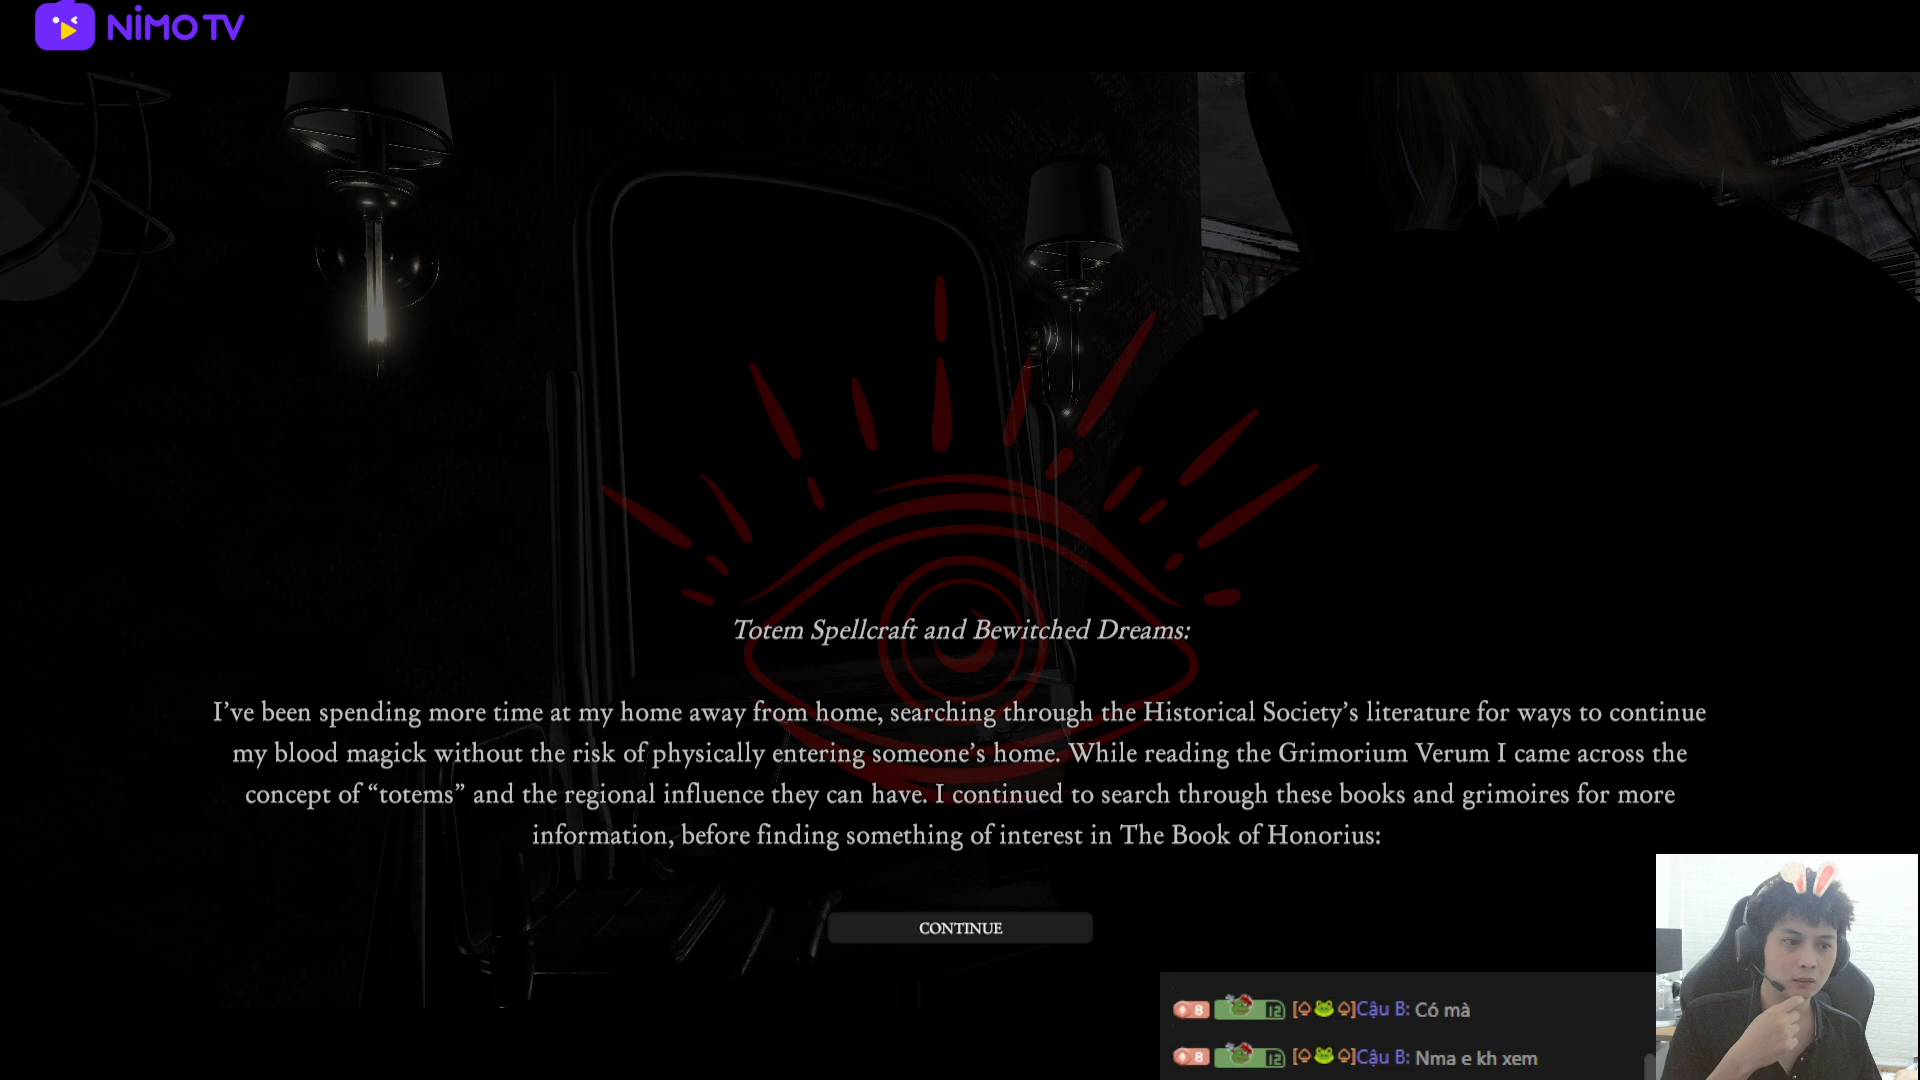 NIMO TV
Totem Spellcraft and Bewitched Dreams:
I’ve been spending more time at my home away from home, searching through the Historical Society’s literature for ways to continue
my blood magick without the risk of physically entering someone’s home. While reading the Grimorium Verum I came across the
concept of “totems” and the regional influence they can have. I continued to search through these books and grimoires for more
information, before finding something of interest in The Book of Honorius:
CONTINUE
8 12 [♤🐸♤]Cậu B: Có mà
8 12 [♤🐸♤]Cậu B: Nma e kh xem